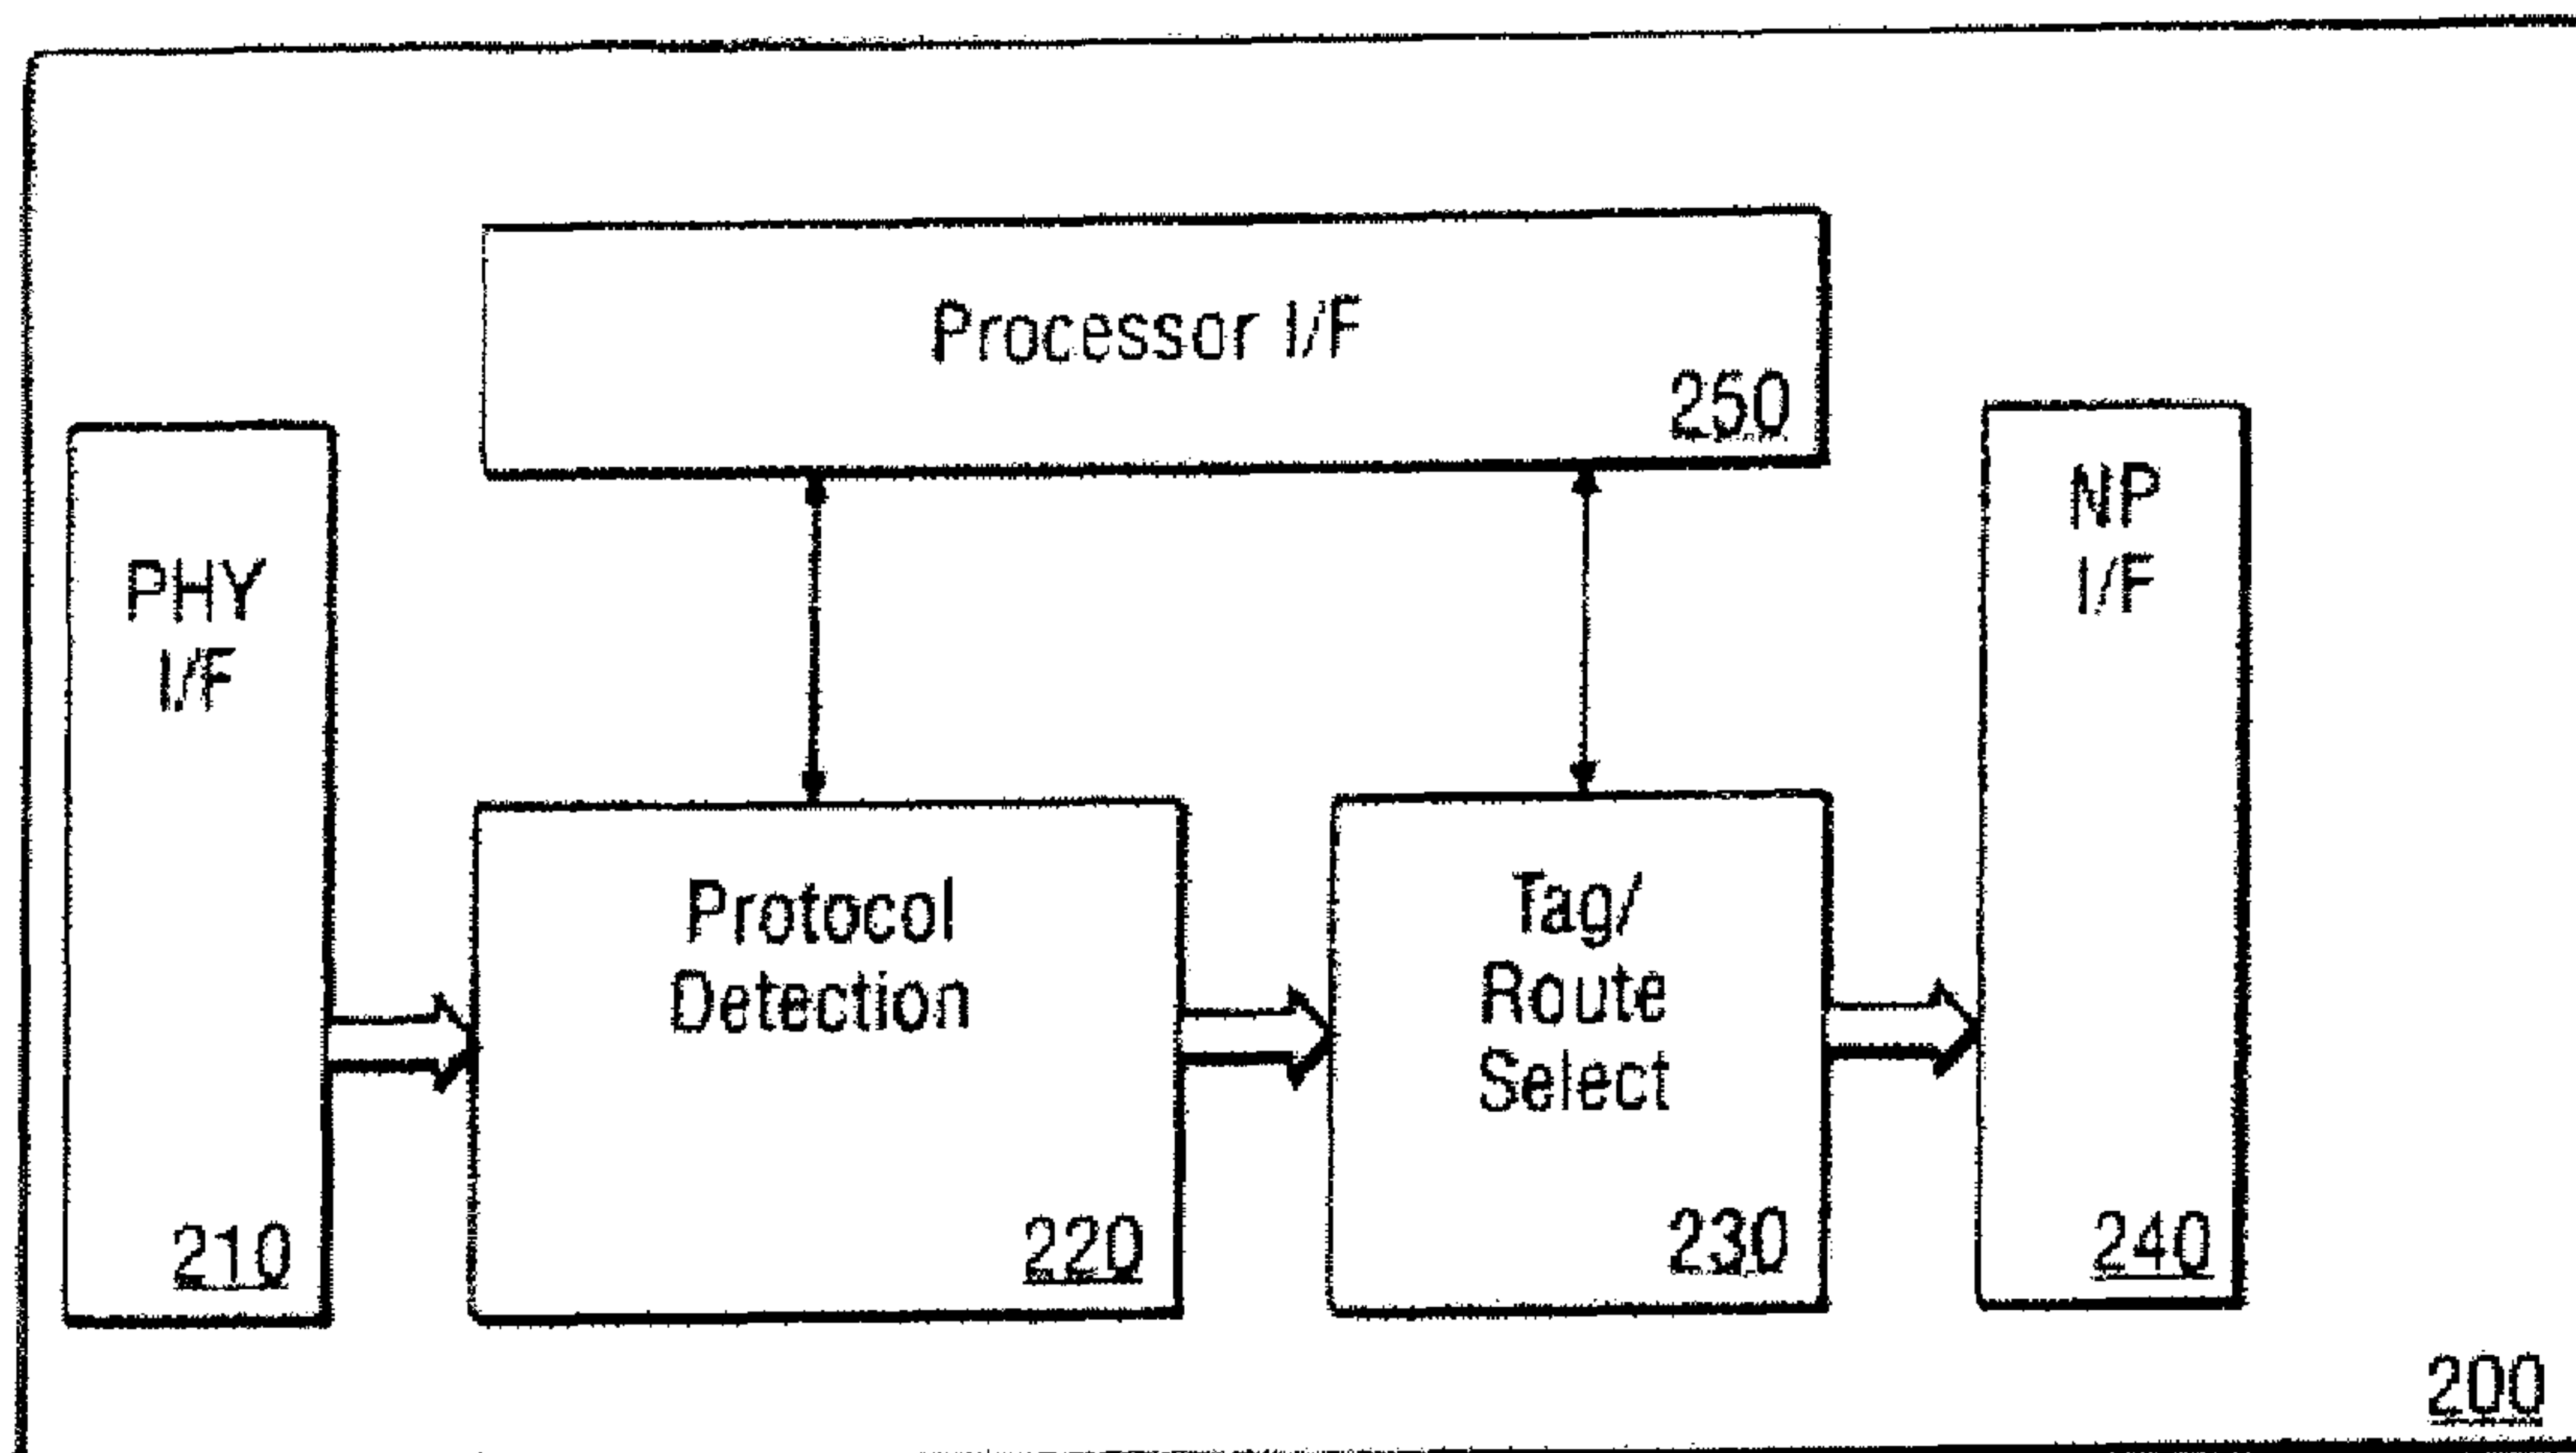 Processor I/F
250
PHY
I/F
210
Protocol
Detection
220
Tag/
Route
Select
230
NP
I/F
240
200